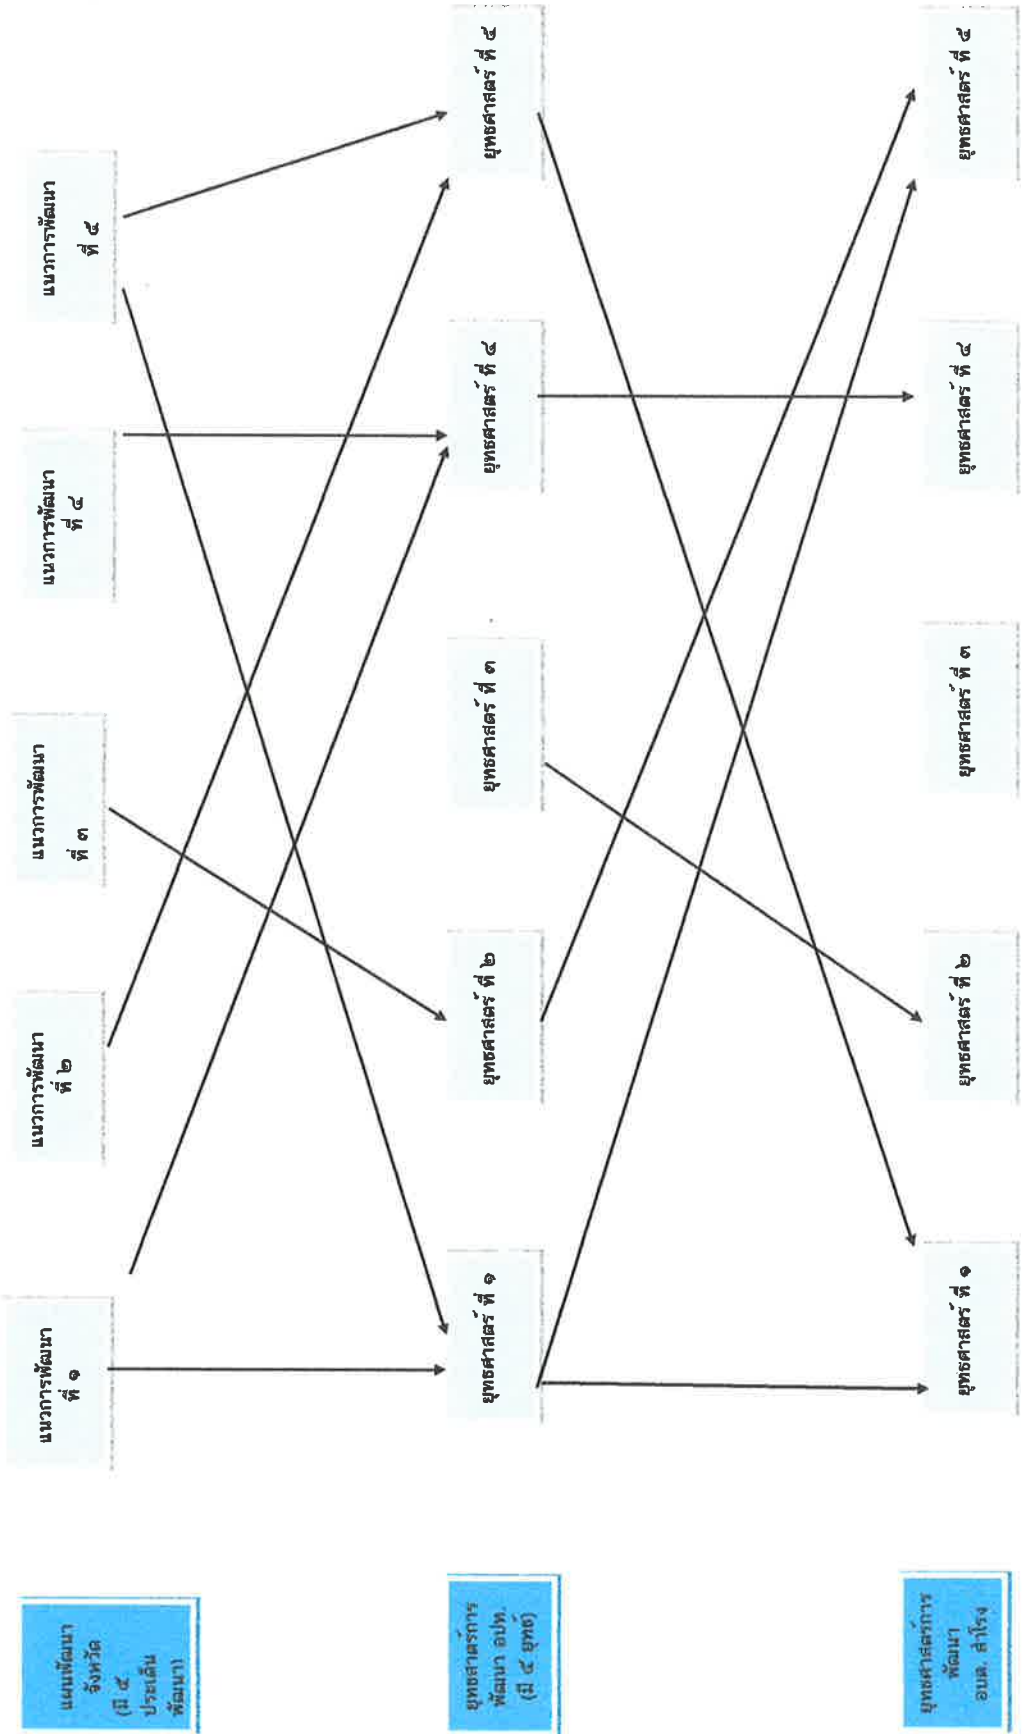 แผนพัฒนา
จังหวัด
(มี ๕
ประเด็น
พัฒนา)
แนวการพัฒนา
ที่ ๑
แนวการพัฒนา
ที่ ๒
แนวการพัฒนา
ที่ ๓
แนวการพัฒนา
ที่ ๔
แนวการพัฒนา
ที่ ๕
ยุทธสาตร์การ
พัฒนา อปท.
(มี ๕ ยุทธ์)
ยุทธศาสตร์ ที่ ๑
ยุทธศาสตร์ ที่ ๒
ยุทธศาสตร์ ที่ ๓
ยุทธศาสตร์ ที่ ๔
ยุทธศาสตร์ ที่ ๕
ยุทธศาสตร์การ
พัฒนา
อบต. สำโรง
ยุทธศาสตร์ ที่ ๑
ยุทธศาสตร์ ที่ ๒
ยุทธศาสตร์ ที่ ๓
ยุทธศาสตร์ ที่ ๔
ยุทธศาสตร์ ที่ ๕